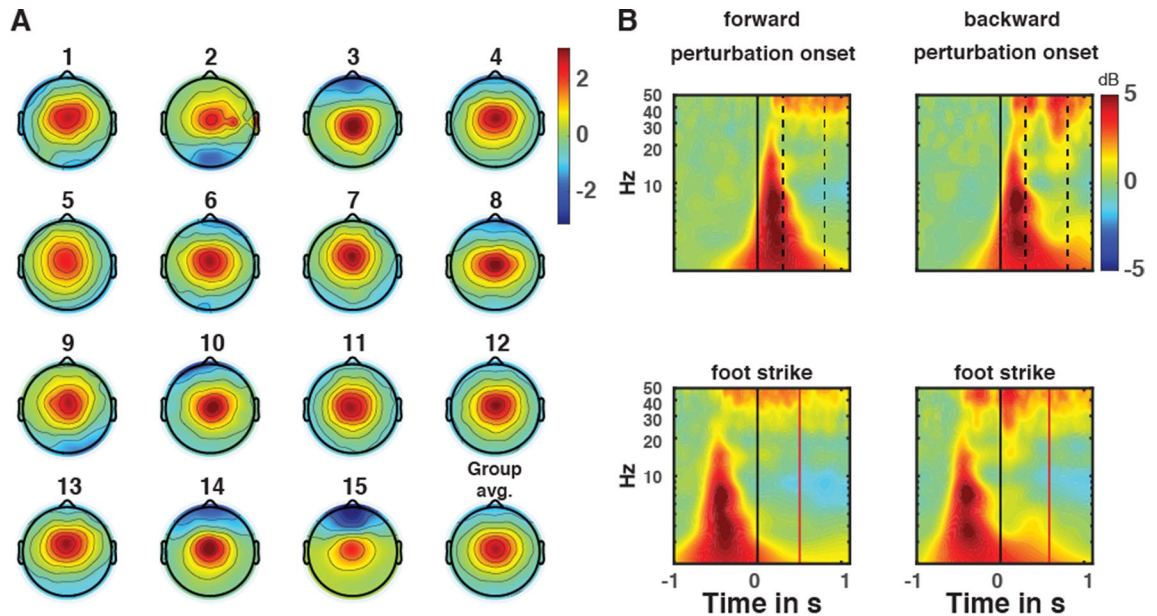 A
1 2 3 4
2
0
-2
5 6 7 8
9 10 11 12
13 14 15 Group
avg.
B
forward
perturbation onset
backward
perturbation onset
dB
5
0
-5
50
40
30
20
10
Hz
foot strike
foot strike
50
40
30
20
10
Hz
-1 0 1
-1 0 1
Time in s
Time in s